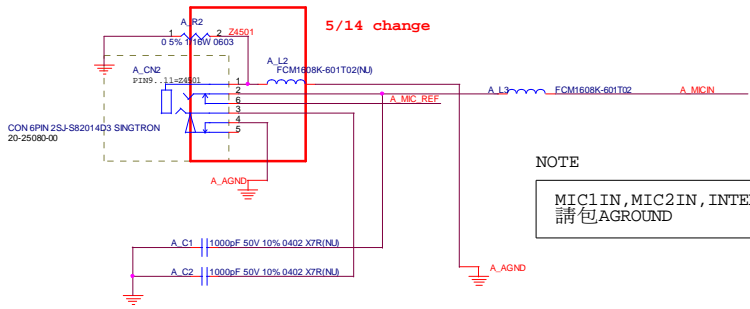 A_R2
5/14 change
1
2
Z4501
0 5% 1/16W 0603
A_CN2
PIN9..11=Z4501
A_L2
FCM1608K-601T02(NU)
1
2
6
3
4
5
A_MIC_REF
A_L3
FCM1608K-601T02
A_MICIN
CON 6PIN 2SJ-S82014D3 SINGTRON
20-25080-00
A_AGND
NOTE
MIC1IN,MIC2IN,INTE
請包AGROUND
A_C1
1000pF 50V 10% 0402 X7R(NU)
A_C2
1000pF 50V 10% 0402 X7R(NU)
A_AGND